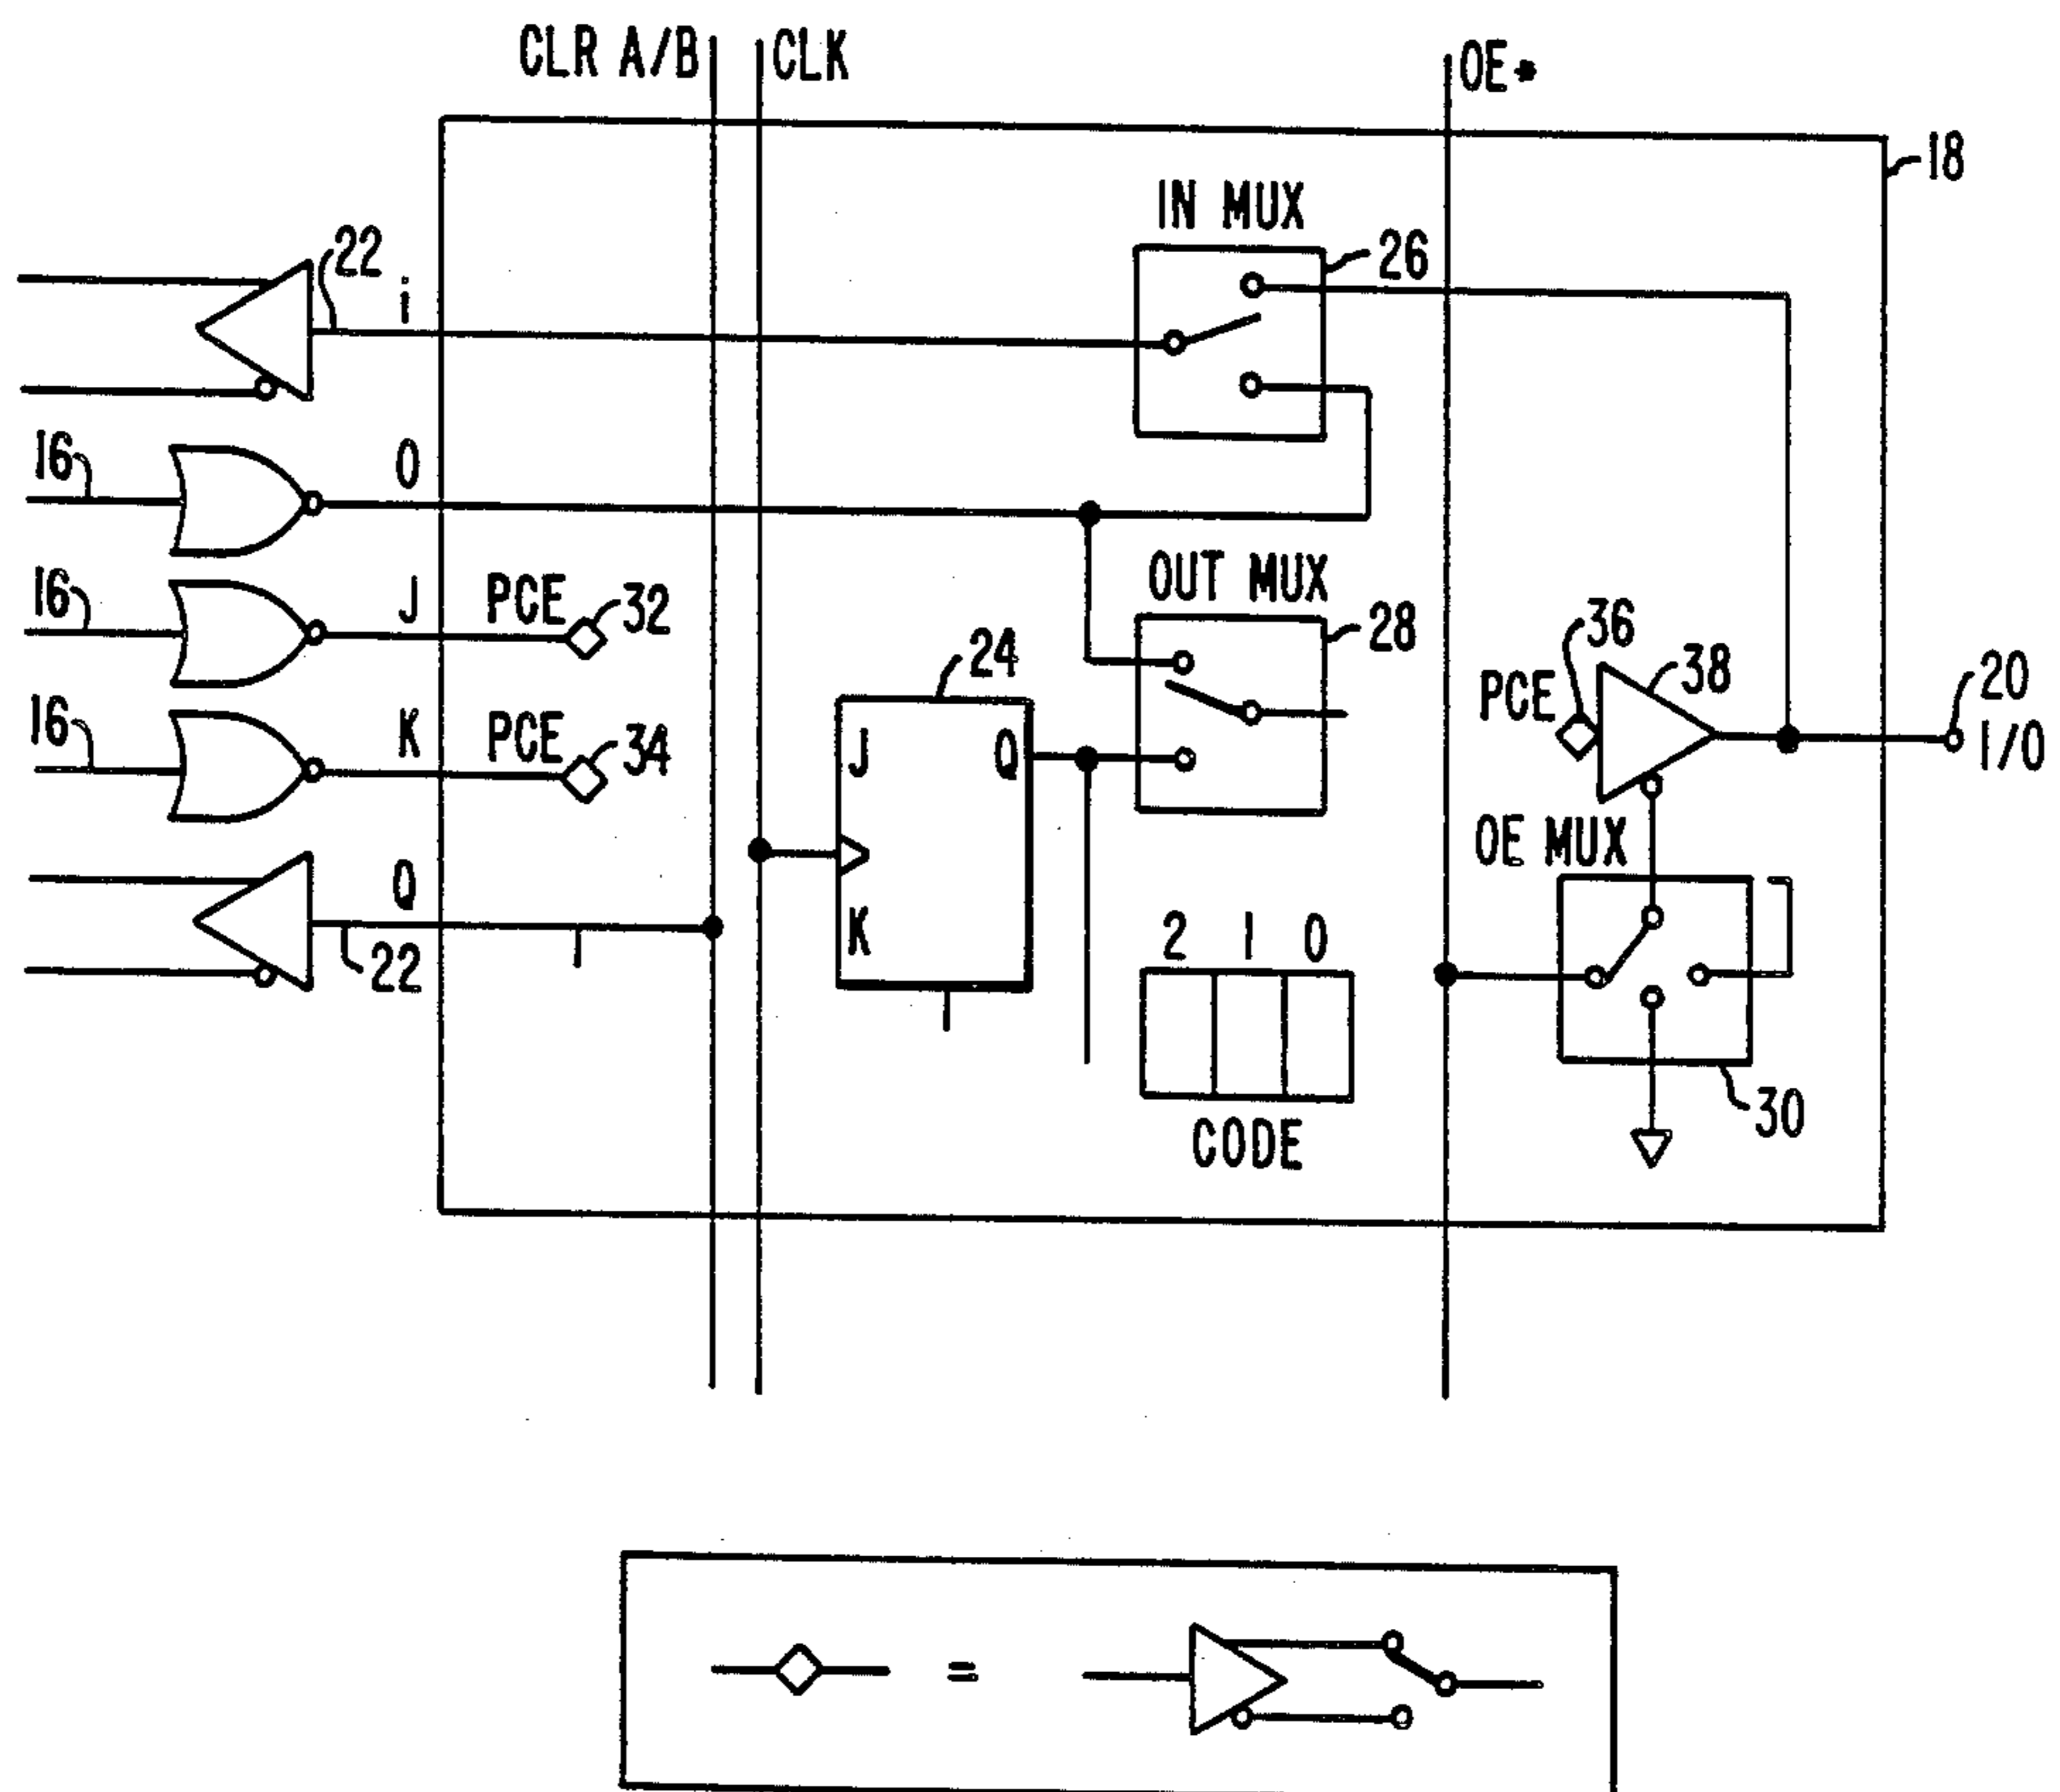 CLR A/B
CLK
OE*
18
IN MUX
26
22
i
16
O
OUT MUX
28
16
J
PCE
32
24
36
38
20
PCE
I/O
16
K
PCE
34
J
Q
OE MUX
Q
22
K
2 1 0
CODE
30
=